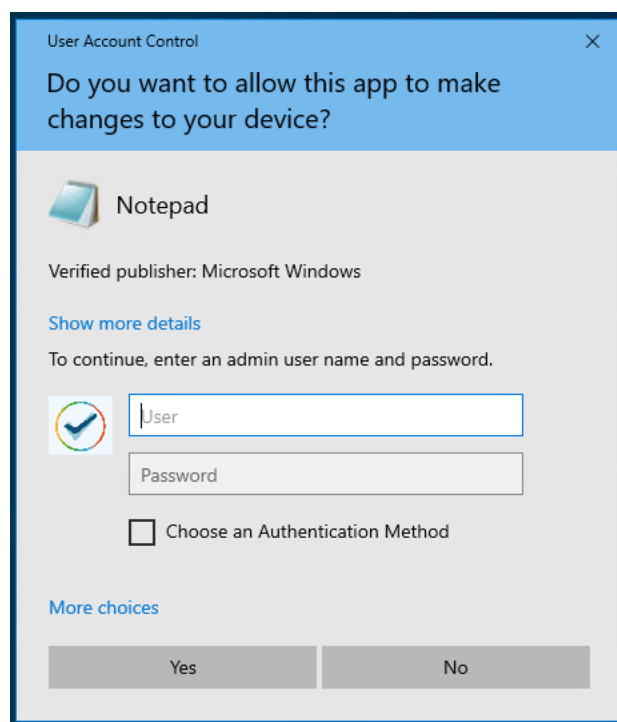 User Account Control
Do you want to allow this app to make
changes to your device?
Notepad
Verified publisher: Microsoft Windows
Show more details
To continue, enter an admin user name and password.
User
Password
Choose an Authentication Method
More choices
Yes
No